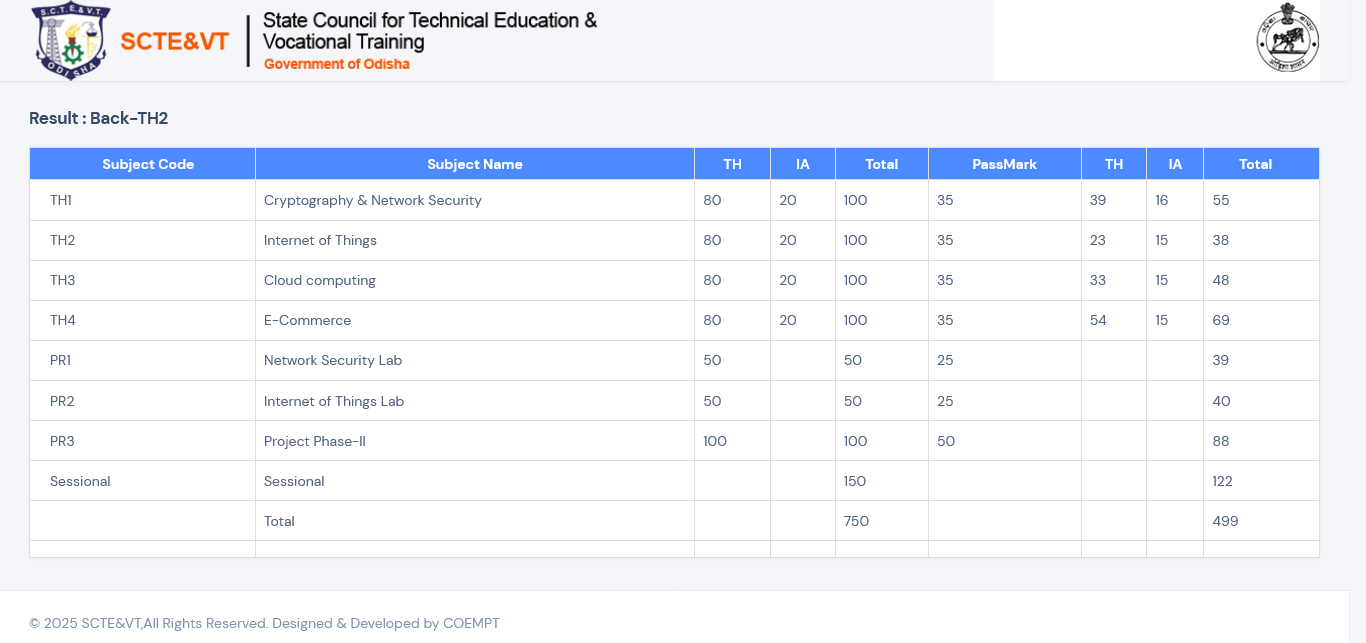 S.C.T.E.&V.T.
ODISHA
SCTE&VT
State Council for Technical Education &
Vocational Training
Government of Odisha
Result : Back-TH2
Subject Code Subject Name TH IA Total PassMark TH IA Total
TH1 Cryptography & Network Security 80 20 100 35 39 16 55
TH2 Internet of Things 80 20 100 35 23 15 38
TH3 Cloud computing 80 20 100 35 33 15 48
TH4 E-Commerce 80 20 100 35 54 15 69
PR1 Network Security Lab 50 50 25 39
PR2 Internet of Things Lab 50 50 25 40
PR3 Project Phase-II 100 100 50 88
Sessional Sessional 150 122
Total 750 499
© 2025 SCTE&VT,All Rights Reserved. Designed & Developed by COEMPT